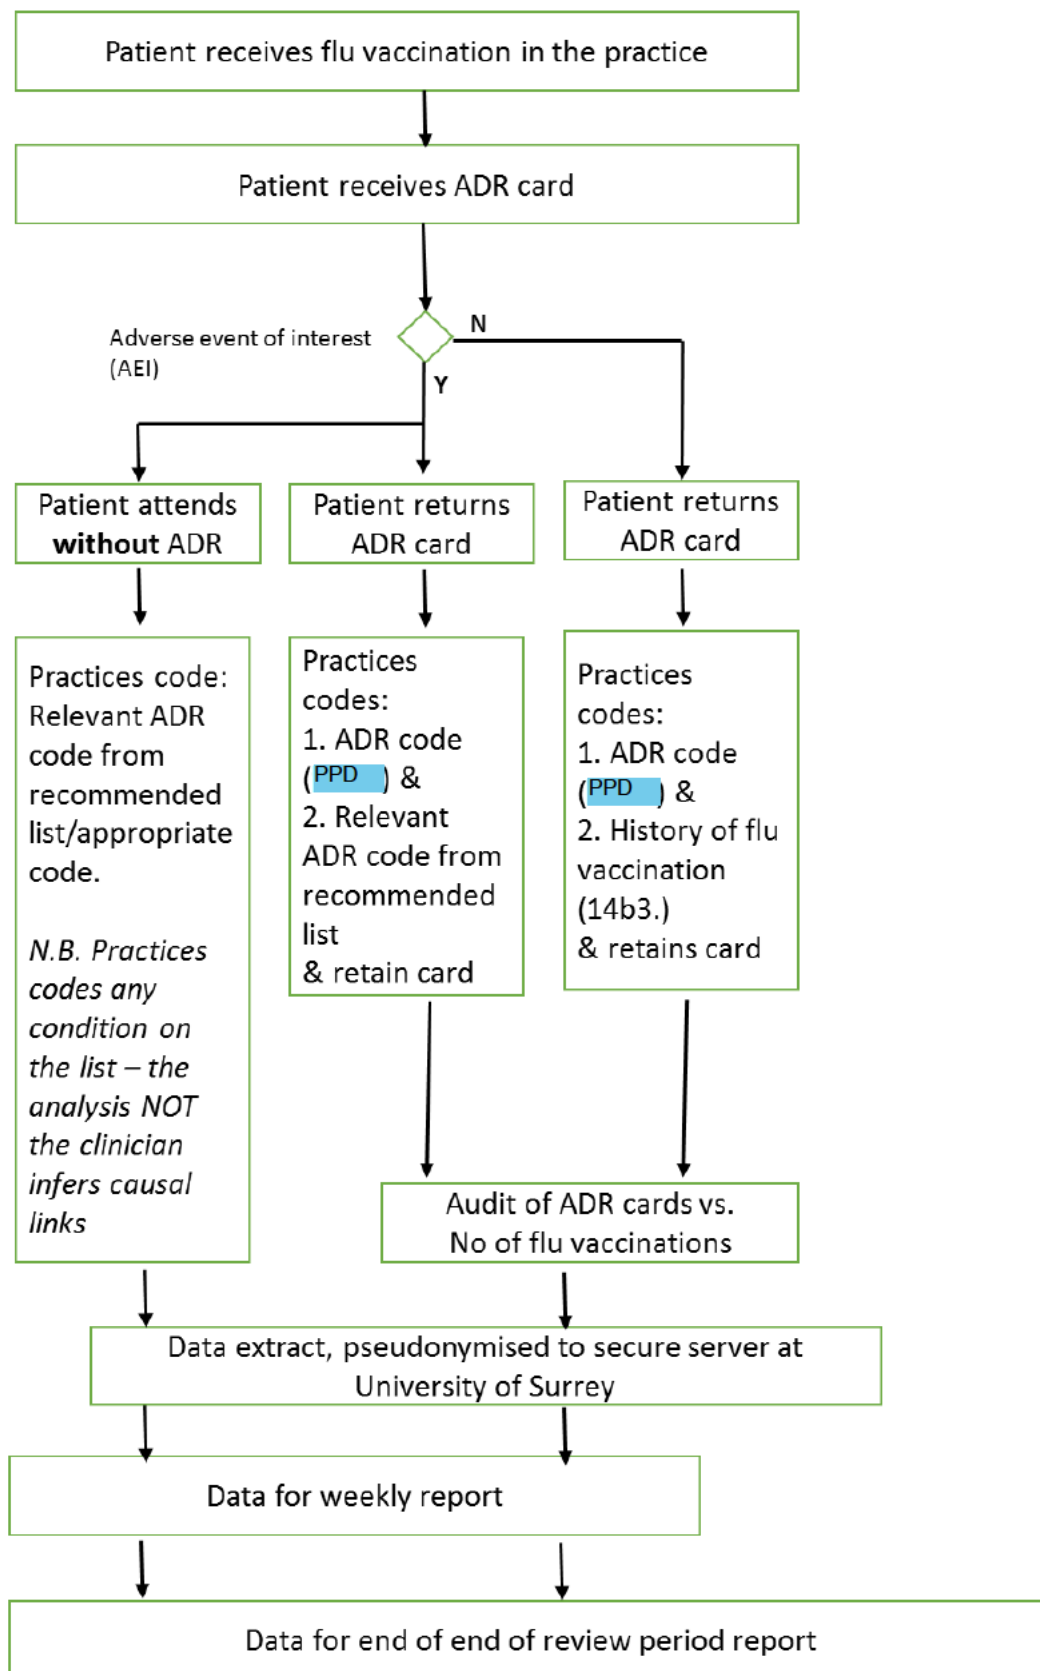 Patient receives flu vaccination in the practice
Patient receives ADR card
Adverse event of interest
(AEI)
N
Y
Patient attends
without ADR
Patient returns
ADR card
Patient returns
ADR card
Practices code:
Relevant ADR
code from
recommended
list/appropriate
code.
N.B. Practices
codes any
condition on
the list – the
analysis NOT
the clinician
infers causal
links
Practices
codes:
1. ADR code
(PPD) &
2. Relevant
ADR code from
recommended
list
& retain card
Practices
codes:
1. ADR code
(PPD) &
2. History of flu
vaccination
(14b3.)
& retains card
Audit of ADR cards vs.
No of flu vaccinations
Data extract, pseudonymised to secure server at
University of Surrey
Data for weekly report
Data for end of end of review period report